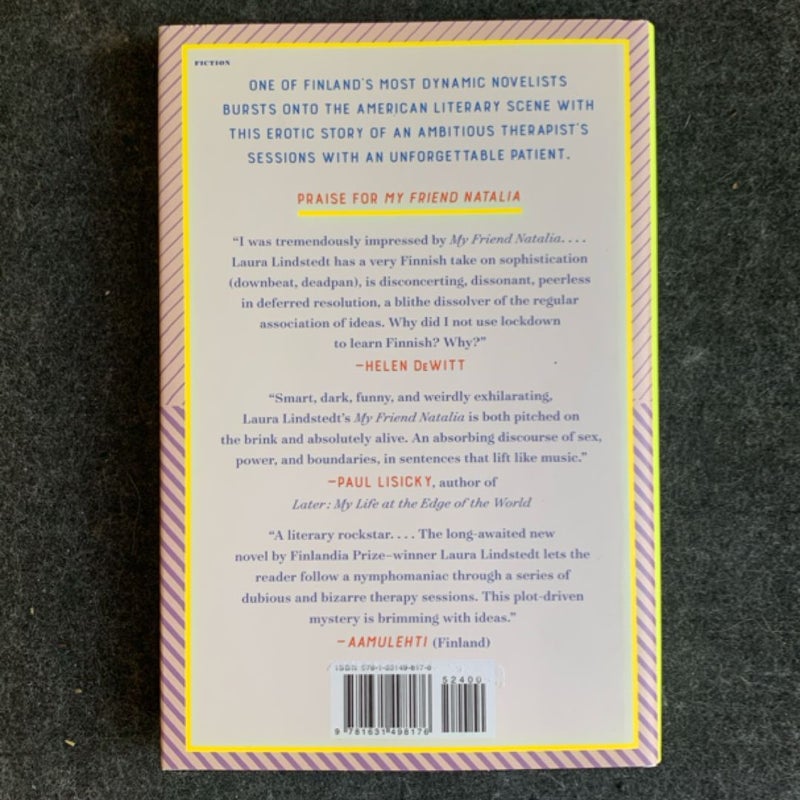 FICTION
ONE OF FINLAND'S MOST DYNAMIC NOVELISTS
BURSTS ONTO THE AMERICAN LITERARY SCENE WITH
THIS EROTIC STORY OF AN AMBITIOUS THERAPIST'S
SESSIONS WITH AN UNFORGETTABLE PATIENT.
PRAISE FOR MY FRIEND NATALIA
“I was tremendously impressed by My Friend Natalia. . . .
Laura Lindstedt has a very Finnish take on sophistication
(downbeat, deadpan), is disconcerting, dissonant, peerless
in deferred resolution, a blithe dissolver of the regular
association of ideas. Why did I not use lockdown
to learn Finnish? Why?”
—HELEN DeWITT
“Smart, dark, funny, and weirdly exhilarating,
Laura Lindstedt’s My Friend Natalia is both pitched on
the brink and absolutely alive. An absorbing discourse of sex,
power, and boundaries, in sentences that lift like music.”
—PAUL LISICKY, author of
Later: My Life at the Edge of the World
“A literary rockstar. . . . The long-awaited new
novel by Finlandia Prize–winner Laura Lindstedt lets the
reader follow a nymphomaniac through a series of
dubious and bizarre therapy sessions. This plot-driven
mystery is brimming with ideas.”
—AAMULEHTI (Finland)
ISBN 978-1-63149-817-6
52400
9 781631 498176